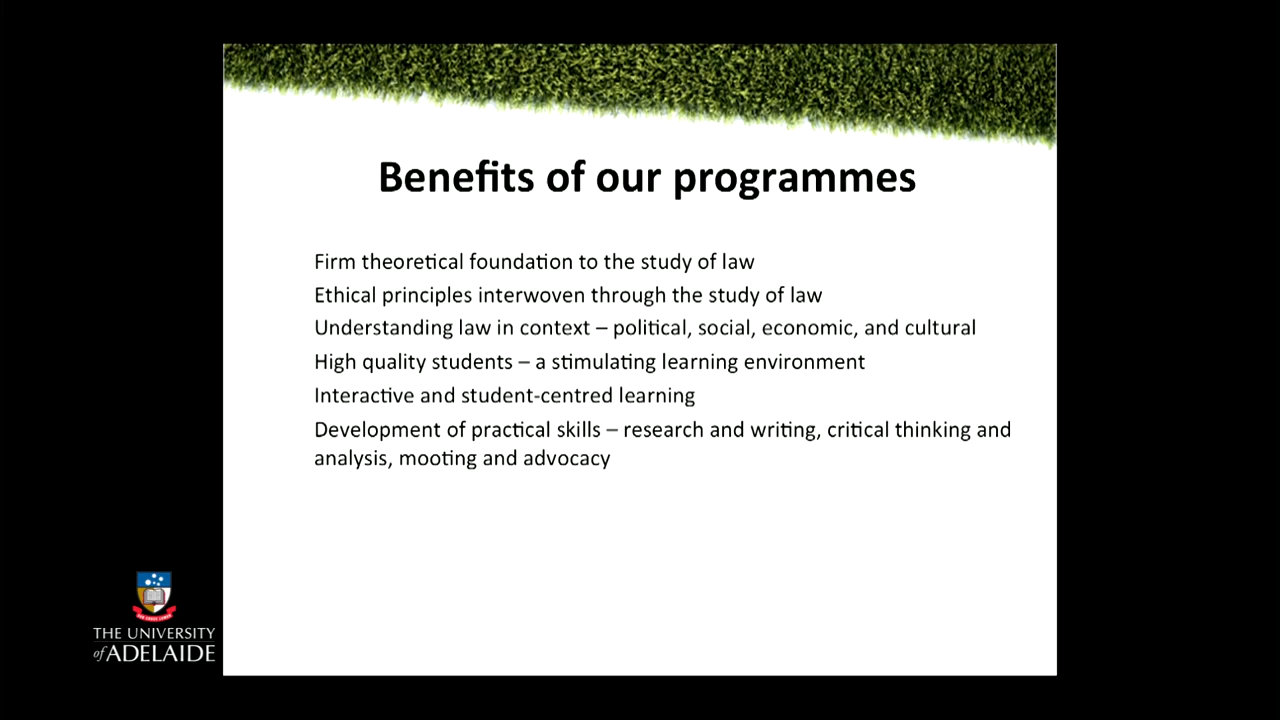 Benefits of our programmes
Firm theoretical foundation to the study of law
Ethical principles interwoven through the study of law
Understanding law in context – political, social, economic, and cultural
High quality students – a stimulating learning environment
Interactive and student-centred learning
Development of practical skills – research and writing, critical thinking and
analysis, mooting and advocacy
THE UNIVERSITY
of ADELAIDE